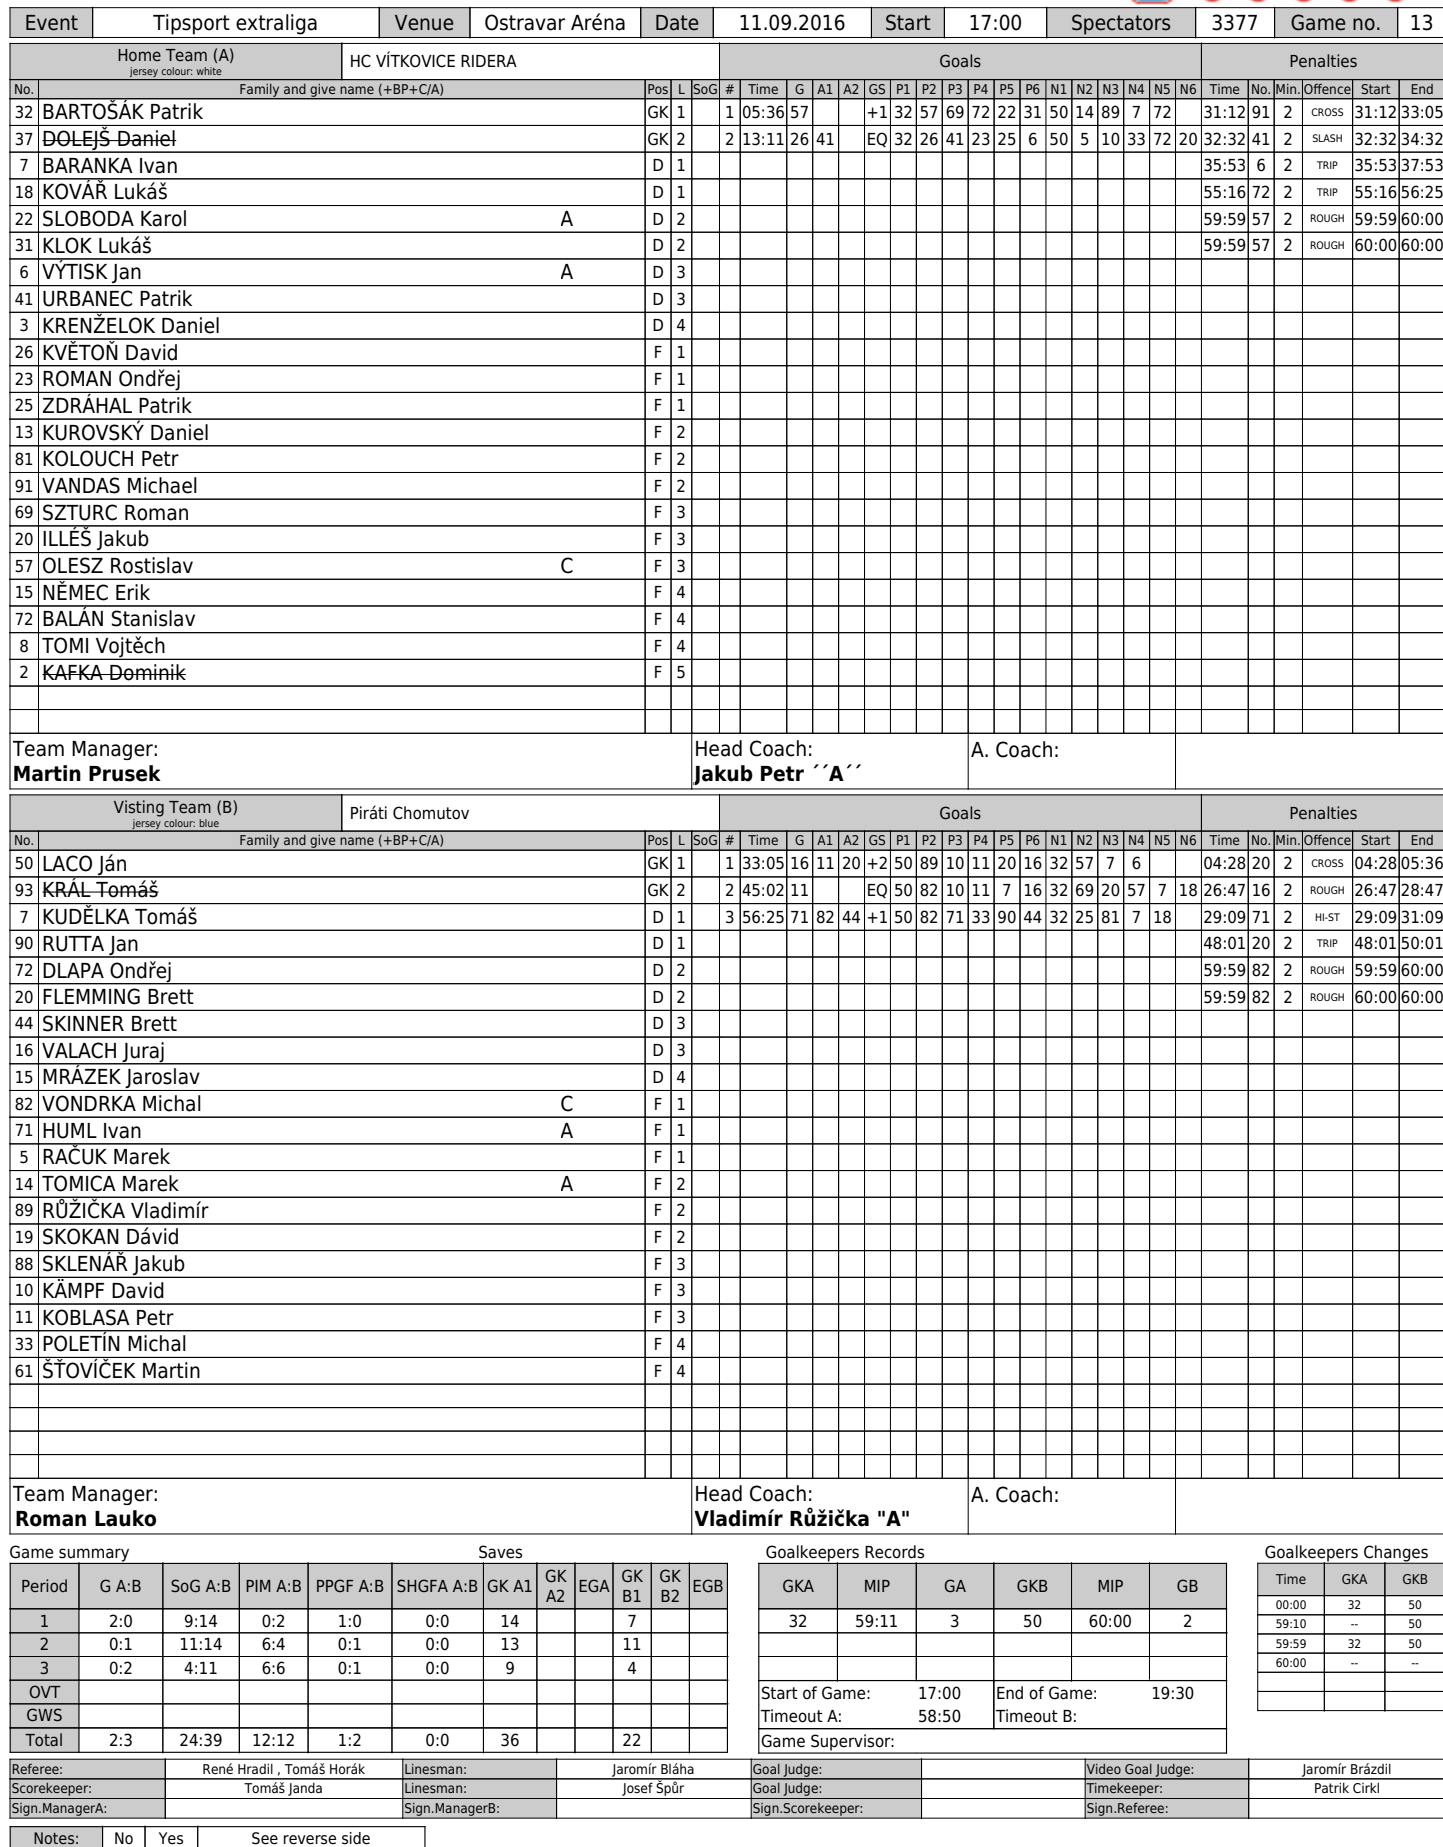 Event Tipsport extraliga Venue Ostravar Aréna Date 11.09.2016 Start 17:00 Spectators 3377 Game no. 13
Home Team (A) HC VÍTKOVICE RIDERA Goals Penalties
jersey colour: white
No. Family and give name (+BP+C/A) Pos L SoG # Time G A1 A2 GS P1 P2 P3 P4 P5 P6 N1 N2 N3 N4 N5 N6 Time No. Min. Offence Start End
32 BARTOŠÁK Patrik GK 1 1 05:36 57 +1 32 57 69 72 22 31 50 14 89 7 72 31:12 91 2 CROSS 31:12 33:05
37 DOLEJŠ Daniel GK 2 2 13:11 26 41 EQ 32 26 41 23 25 6 50 5 10 33 72 20 32:32 41 2 SLASH 32:32 34:32
7 BARANKA Ivan D 1 35:53 6 2 TRIP 35:53 37:53
18 KOVÁŘ Lukáš D 1 55:16 72 2 TRIP 55:16 56:25
22 SLOBODA Karol A D 2 59:59 57 2 ROUGH 59:59 60:00
31 KLOK Lukáš D 2 59:59 57 2 ROUGH 60:00 60:00
6 VÝTISK Jan A D 3
41 URBANEC Patrik D 3
3 KRENŽELOK Daniel D 4
26 KVĚTOŇ David F 1
23 ROMAN Ondřej F 1
25 ZDRÁHAL Patrik F 1
13 KUROVSKÝ Daniel F 2
81 KOLOUCH Petr F 2
91 VANDAS Michael F 2
69 SZTURC Roman F 3
20 ILLÉŠ Jakub F 3
57 OLESZ Rostislav C F 3
15 NĚMEC Erik F 4
72 BALÁN Stanislav F 4
8 TOMI Vojtěch F 4
2 KAFKA Dominik F 5
Team Manager: Head Coach: A. Coach:
Martin Prusek Jakub Petr ´´A´´
Visting Team (B) Piráti Chomutov Goals Penalties
jersey colour: blue
No. Family and give name (+BP+C/A) Pos L SoG # Time G A1 A2 GS P1 P2 P3 P4 P5 P6 N1 N2 N3 N4 N5 N6 Time No. Min. Offence Start End
50 LACO Ján GK 1 1 33:05 16 11 20 +2 50 89 10 11 20 16 32 57 7 6 04:28 20 2 CROSS 04:28 05:36
93 KRÁL Tomáš GK 2 2 45:02 11 EQ 50 82 10 11 7 16 32 69 20 57 7 18 26:47 16 2 ROUGH 26:47 28:47
7 KUDĚLKA Tomáš D 1 3 56:25 71 82 44 +1 50 82 71 33 90 44 32 25 81 7 18 29:09 71 2 HI-ST 29:09 31:09
90 RUTTA Jan D 1 48:01 20 2 TRIP 48:01 50:01
72 DLAPA Ondřej D 2 59:59 82 2 ROUGH 59:59 60:00
20 FLEMMING Brett D 2 59:59 82 2 ROUGH 60:00 60:00
44 SKINNER Brett D 3
16 VALACH Juraj D 3
15 MRÁZEK Jaroslav D 4
82 VONDRKA Michal C F 1
71 HUML Ivan A F 1
5 RAČUK Marek F 1
14 TOMICA Marek A F 2
89 RŮŽIČKA Vladimír F 2
19 SKOKAN Dávid F 2
88 SKLENÁŘ Jakub F 3
10 KÄMPF David F 3
11 KOBLASA Petr F 3
33 POLETÍN Michal F 4
61 ŠŤOVÍČEK Martin F 4
Team Manager: Head Coach: A. Coach:
Roman Lauko Vladimír Růžička "A"
Game summary Saves Goalkeepers Records Goalkeepers Changes
Period G A:B SoG A:B PIM A:B PPGF A:B SHGFA A:B GK A1 GK A2 EGA GK B1 GK B2 EGB GKA MIP GA GKB MIP GB Time GKA GKB
1 2:0 9:14 0:2 1:0 0:0 14 7 32 59:11 3 50 60:00 2 00:00 32 50
2 0:1 11:14 6:4 0:1 0:0 13 11 59:10 -- 50
3 0:2 4:11 6:6 0:1 0:0 9 4 59:59 32 50
60:00 -- --
OVT Start of Game: 17:00 End of Game: 19:30
GWS Timeout A: 58:50 Timeout B:
Total 2:3 24:39 12:12 1:2 0:0 36 22 Game Supervisor:
Referee: René Hradil , Tomáš Horák Linesman: Jaromír Bláha Goal Judge: Video Goal Judge: Jaromír Brázdil
Scorekeeper: Tomáš Janda Linesman: Josef Špůr Goal Judge: Timekeeper: Patrik Cirkl
Sign.ManagerA: Sign.ManagerB: Sign.Scorekeeper: Sign.Referee:
Notes: No Yes See reverse side